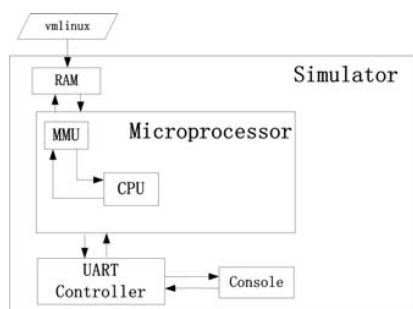 vmlinux
Simulator
RAM
Microprocessor
MMU
CPU
UART
Controller
Console